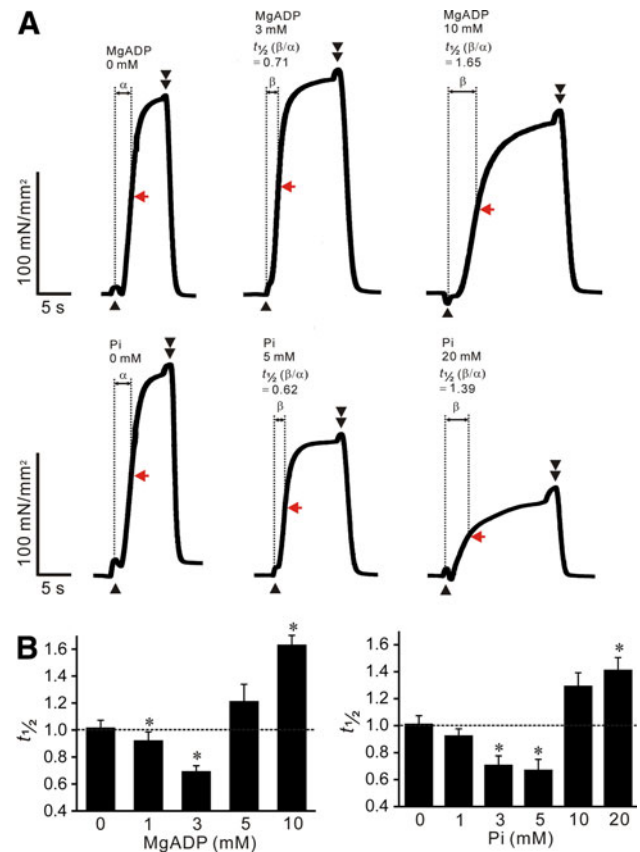 A
MgADP
0 mM
α
MgADP
3 mM
t½ (β/α)
= 0.71
β
MgADP
10 mM
t½ (β/α)
= 1.65
β
100 mN/mm²
5 s
Pi
0 mM
α
Pi
5 mM
t½ (β/α)
= 0.62
β
Pi
20 mM
t½ (β/α)
= 1.39
β
100 mN/mm²
5 s
B
t½
1.6
1.4
1.2
1.0
0.8
0.6
0.4
* * *
0 1 3 5 10
MgADP (mM)
t½
1.6
1.4
1.2
1.0
0.8
0.6
0.4
* * *
0 1 3 5 10 20
Pi (mM)